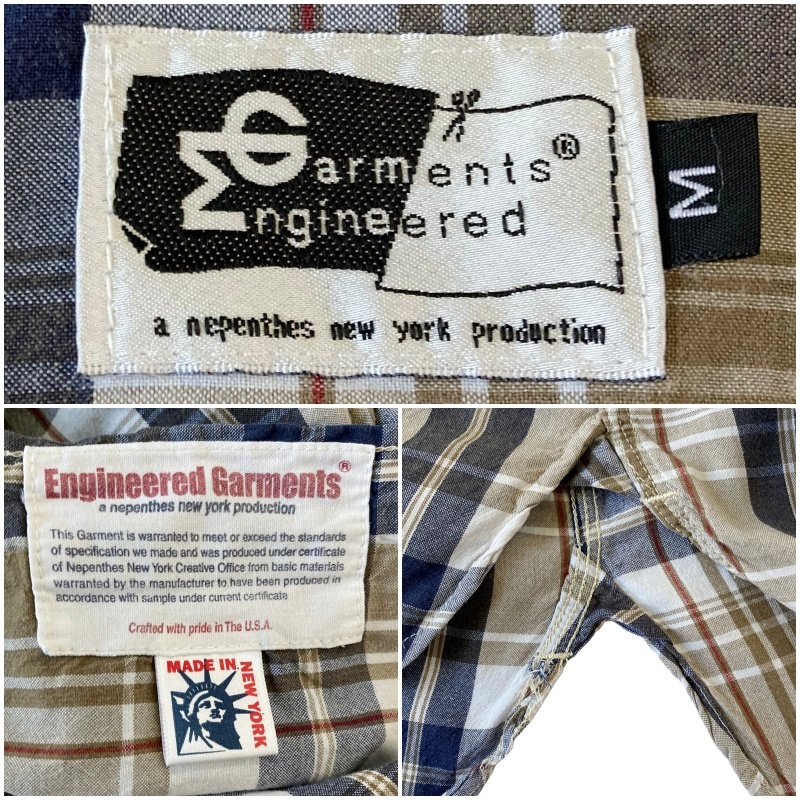 Garments®
Engineered
a nepenthes new york production
M
Engineered Garments®
a nepenthes new york production
This Garment is warranted to meet or exceed the standards
of specification we made and was produced under certificate
of Nepenthes New York Creative Office from basic materials
warranted by the manufacturer to have been produced in
accordance with sample under current certificate
Crafted with pride in The U.S.A.
MADE IN
NEW YORK